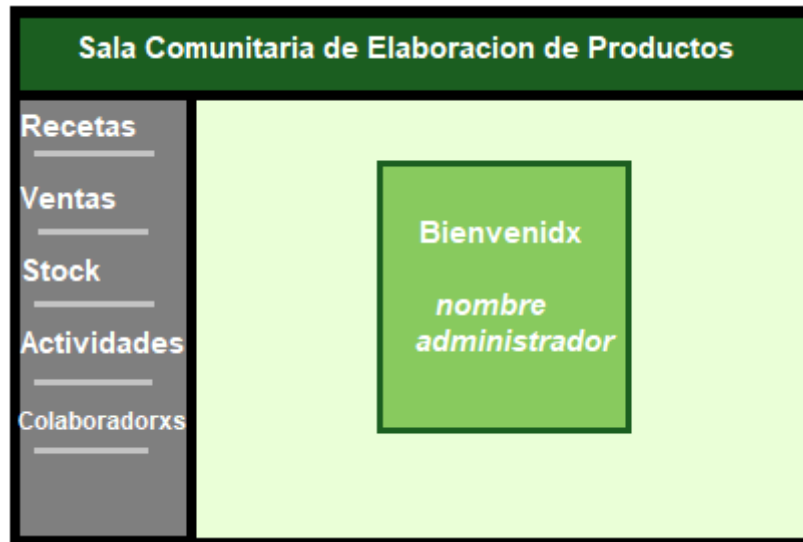 Sala Comunitaria de Elaboracion de Productos
Recetas
Ventas
Stock
Actividades
Colaboradorxs
Bienvenidx
nombre
administrador